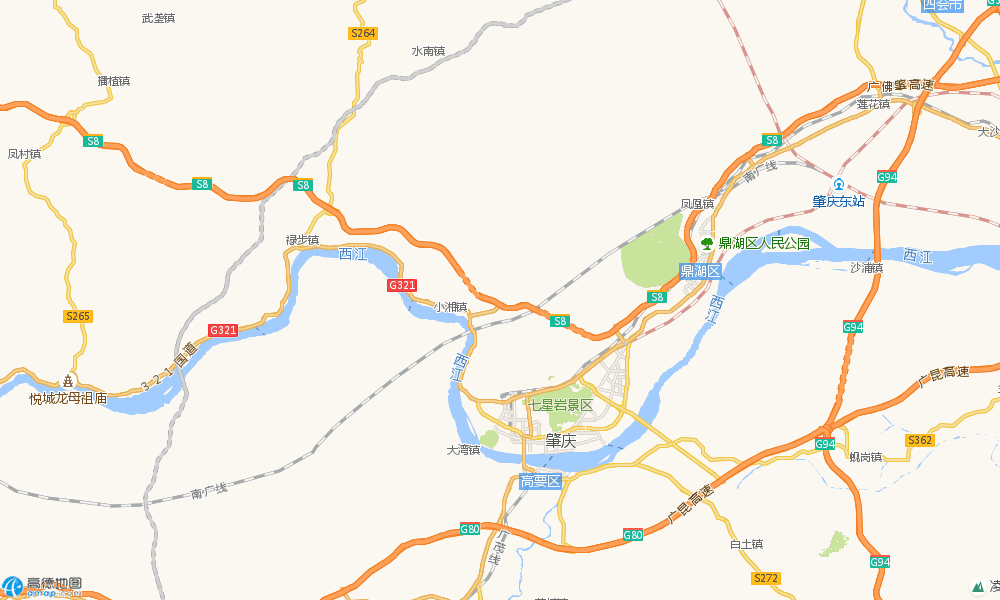 四会市
武垄镇
S264
水南镇
播植镇
广佛肇高速
莲花镇
大沙
S8
S8
凤村镇
南广线
S8
S8
G94
肇庆东站
凤凰镇
禄步镇
西江
鼎湖区人民公园
西江
沙浦镇
鼎湖区
G321
S8
小湘镇
西江
S265
S8
G321
G94
321国道
西江
广昆高速
悦城龙母祖庙
七星岩景区
肇庆
S362
G94
大湾镇
蚬岗镇
高要区
南广线
广昆高速
G80
G80
广茂线
白土镇
G94
S272
高德地图
amap.com
凌